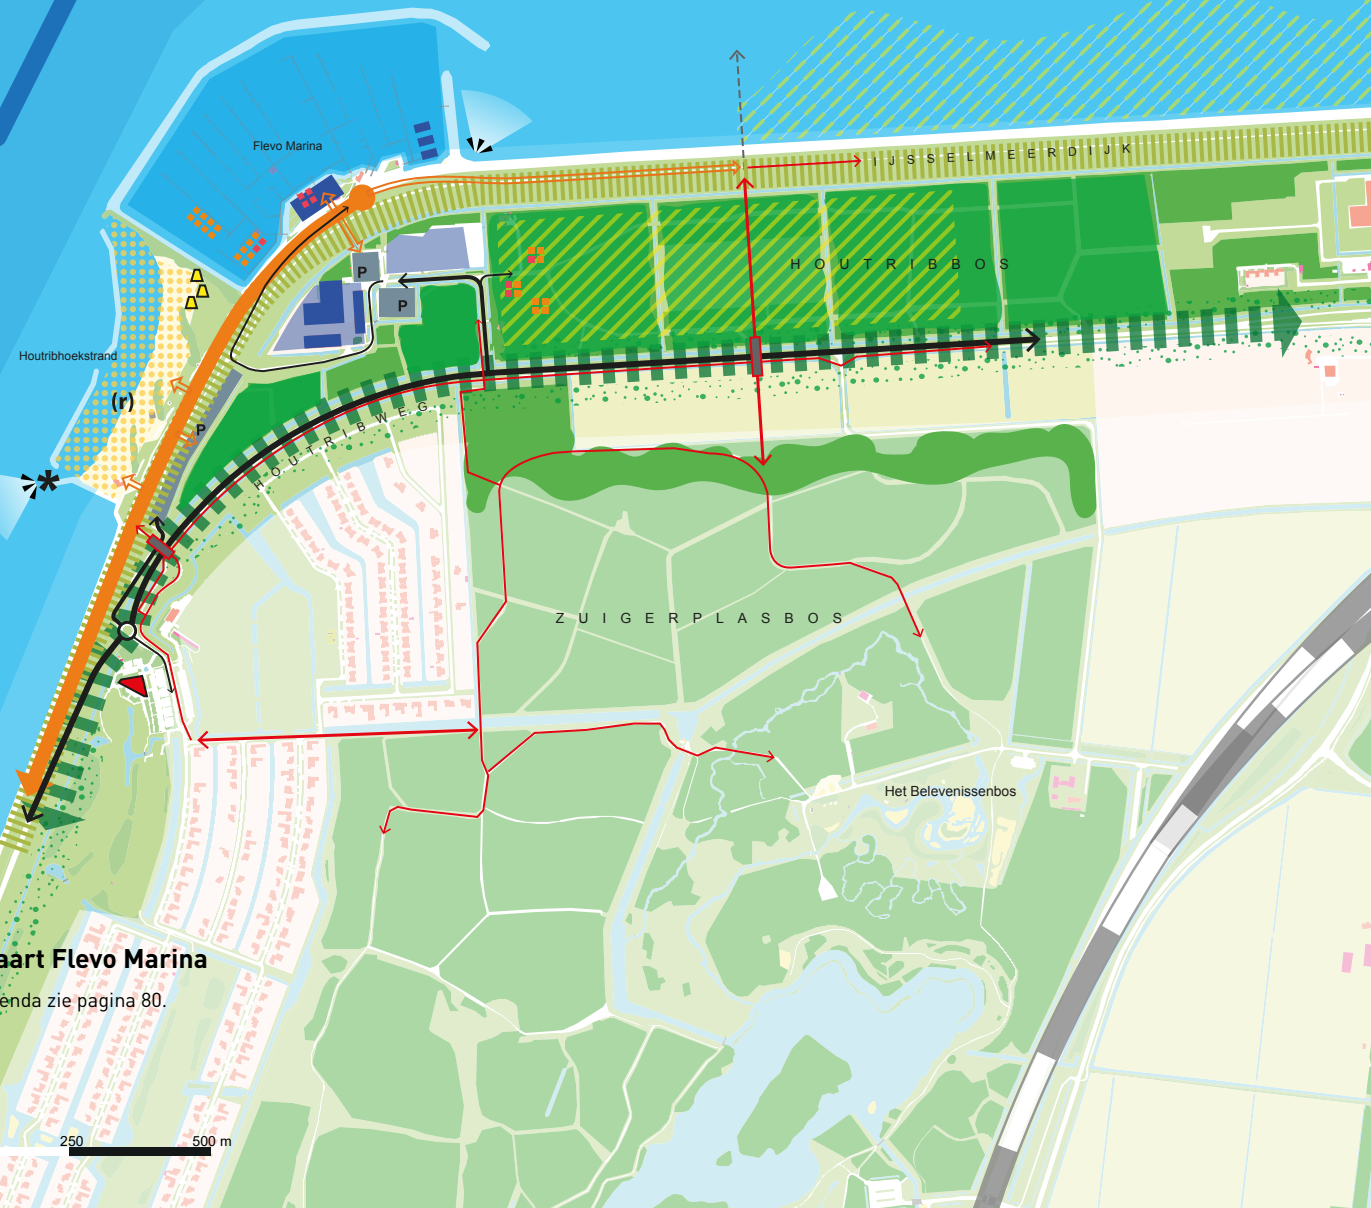 Flevo Marina
IJSSELMEERDIJK
HOUTRIBBOS
P
P
Houtribhoekstrand
(r)
P
HOUTRIBWEG
*
ZUIGERPLASBOS
Het Belevenissenbos
aart Flevo Marina
enda zie pagina 80.
250 500 m